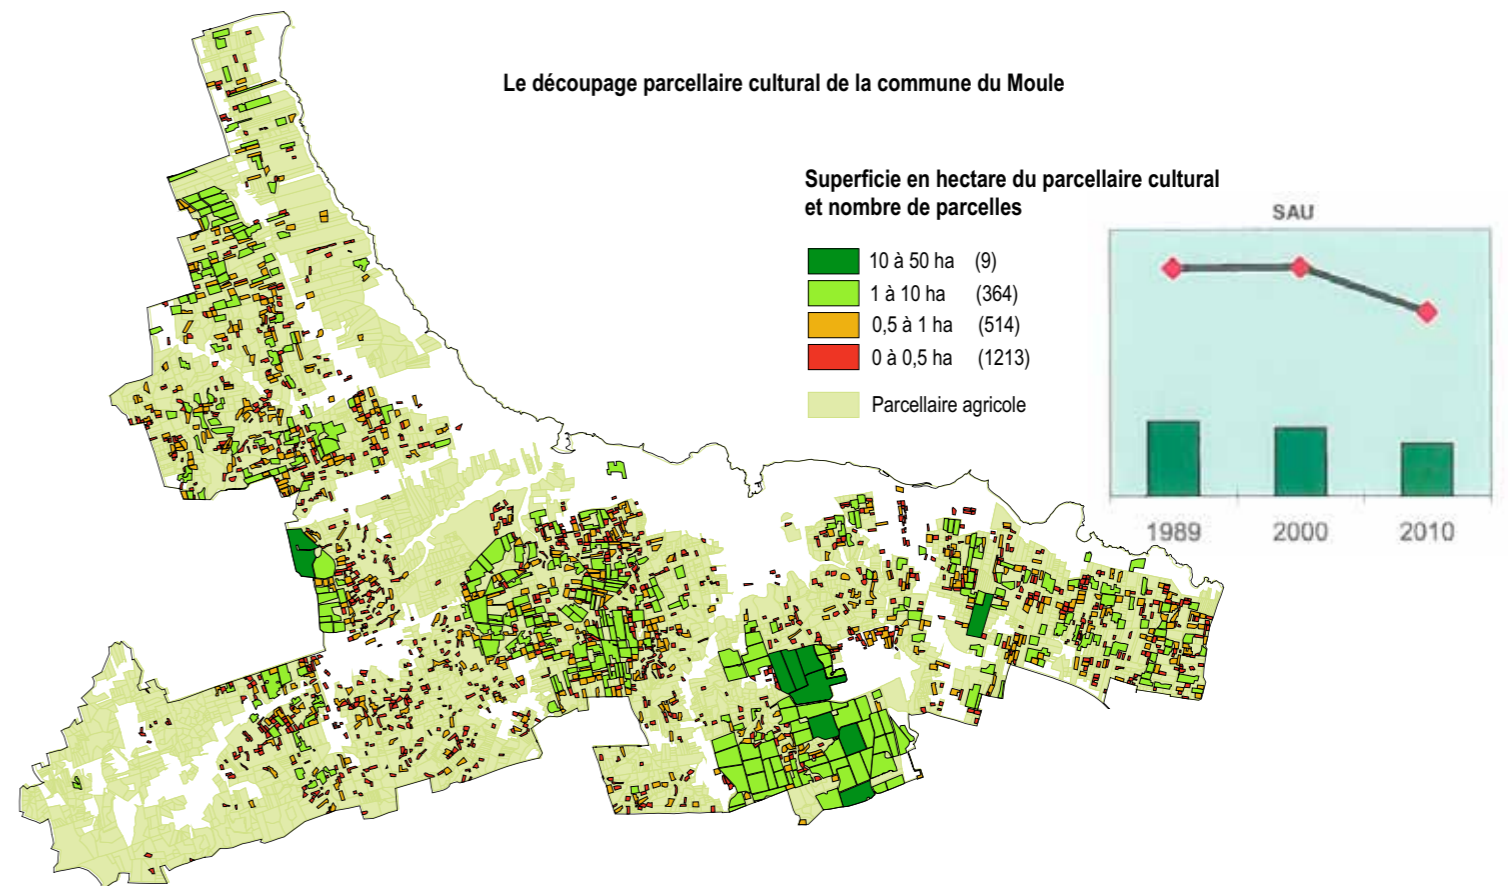 Le découpage parcellaire cultural de la commune du Moule
Superficie en hectare du parcellaire cultural
et nombre de parcelles
10 à 50 ha (9)
1 à 10 ha (364)
0,5 à 1 ha (514)
0 à 0,5 ha (1213)
Parcellaire agricole
SAU
1989 2000 2010